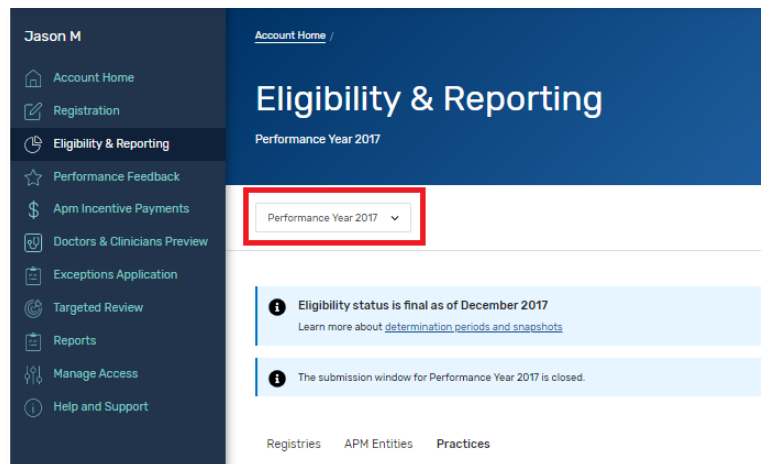 Jason M
Account Home
Registration
Eligibility & Reporting
Performance Feedback
Apm Incentive Payments
Doctors & Clinicians Preview
Exceptions Application
Targeted Review
Reports
Manage Access
Help and Support
Account Home /
Eligibility & Reporting
Performance Year 2017
Performance Year 2017
Eligibility status is final as of December 2017
Learn more about determination periods and snapshots
The submission window for Performance Year 2017 is closed.
Registries APM Entities Practices